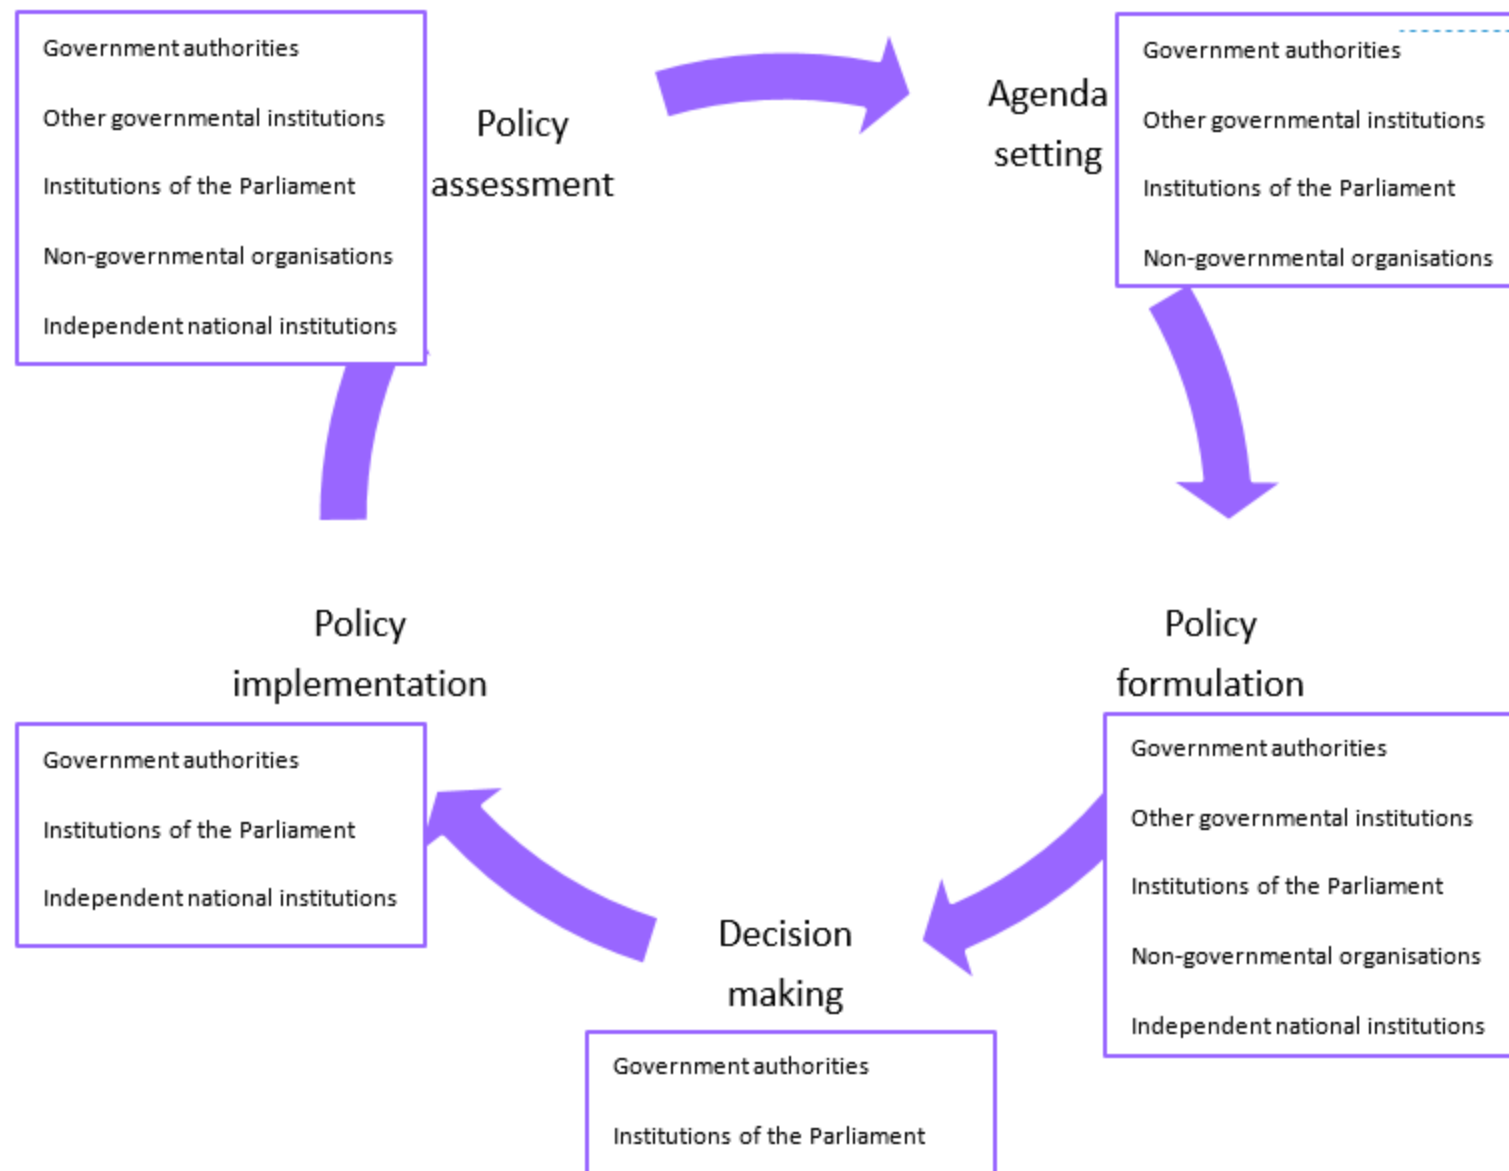 Government authorities
Other governmental institutions
Institutions of the Parliament
Non-governmental organisations
Independent national institutions
Policy
assessment
Agenda
setting
Government authorities
Other governmental institutions
Institutions of the Parliament
Non-governmental organisations
Policy
formulation
Government authorities
Other governmental institutions
Institutions of the Parliament
Non-governmental organisations
Independent national institutions
Decision
making
Government authorities
Institutions of the Parliament
Policy
implementation
Government authorities
Institutions of the Parliament
Independent national institutions